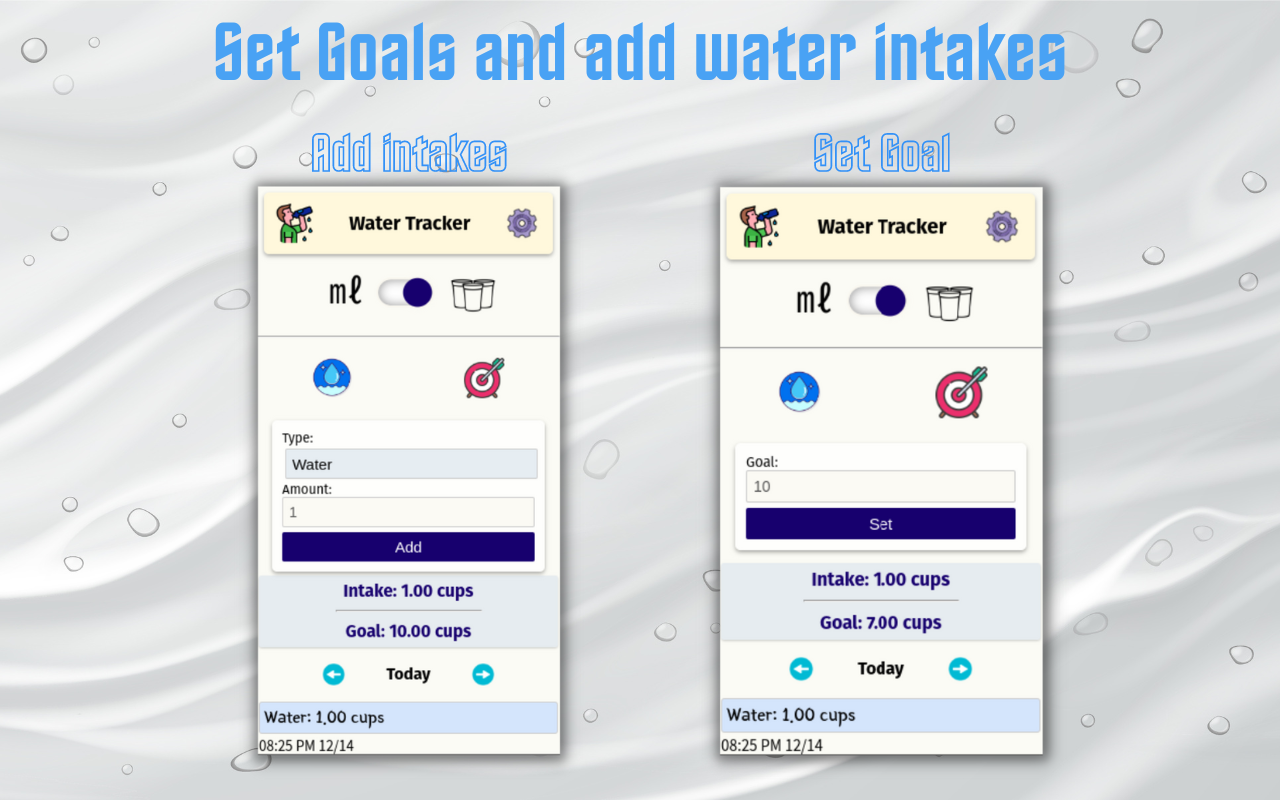 Set Goals and add water intakes
Add intakes
Water Tracker
mℓ
Type:
Water
Amount:
1
Add
Intake: 1.00 cups
Goal: 10.00 cups
Today
Water: 1.00 cups
08:25 PM 12/14
Set Goal
Water Tracker
mℓ
Goal:
10
Set
Intake: 1.00 cups
Goal: 7.00 cups
Today
Water: 1.00 cups
08:25 PM 12/14